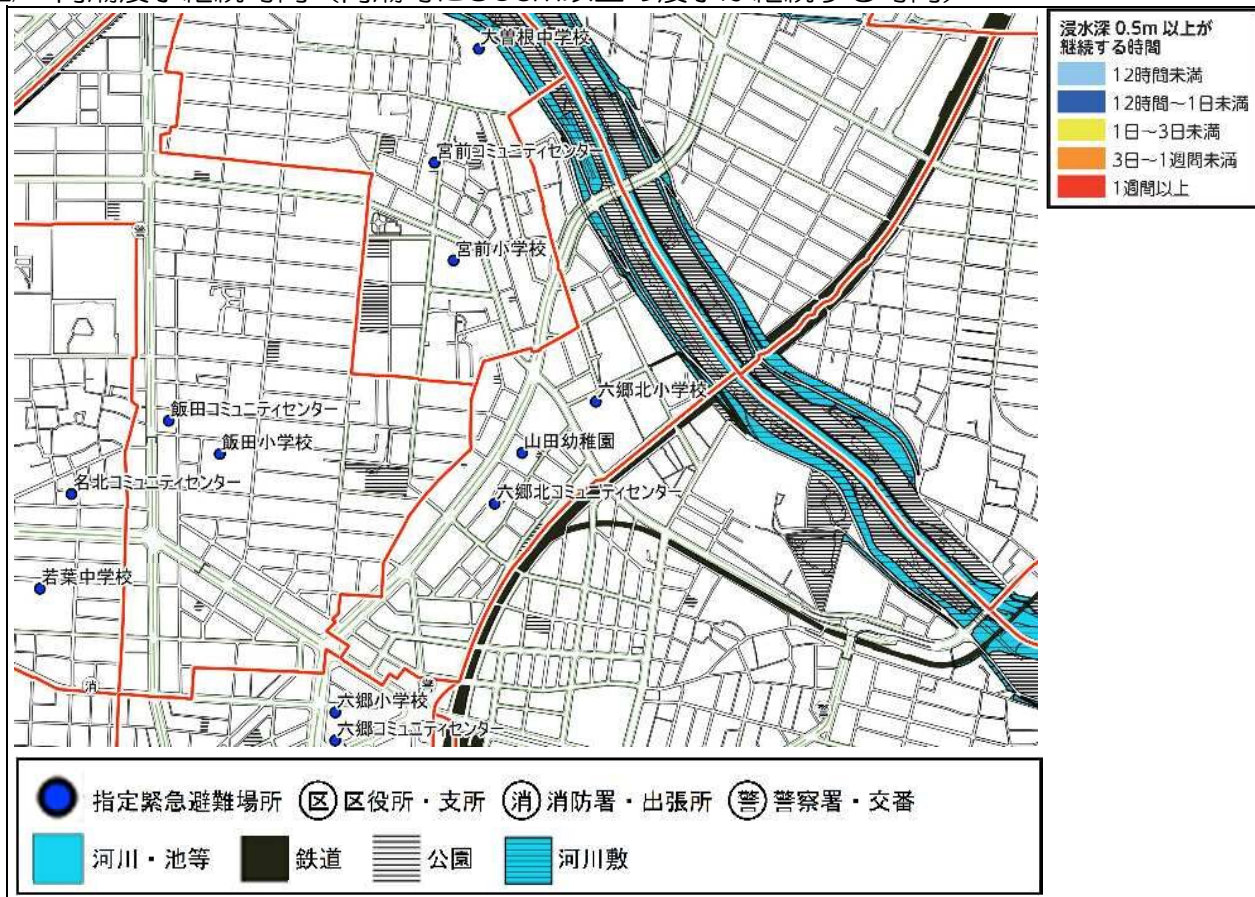 浸水深 0.5m 以上が
継続する時間
12時間未満
12時間～1日未満
1日～3日未満
3日～1週間未満
1週間以上
大曽根中学校
宮前コミュニティセンター
警
宮前小学校
六郷北小学校
飯田コミュニティセンター
飯田小学校
山田幼稚園
名北コミュニティセンター
六郷北コミュニティセンター
若葉中学校
消
六郷小学校
六郷コミュニティセンター
指定緊急避難場所 区 区役所・支所 消 消防署・出張所 警 警察署・交番
河川・池等 鉄道 公園 河川敷